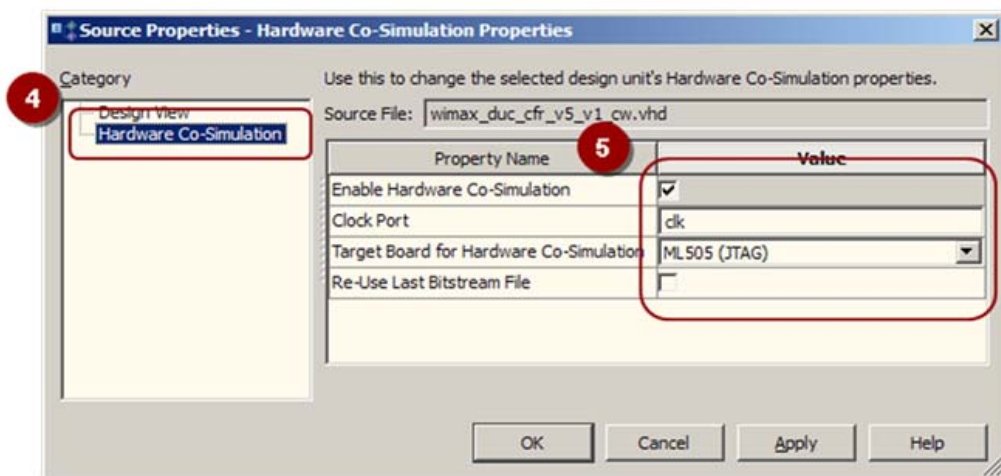 Source Properties - Hardware Co-Simulation Properties
Category
4
Design View
Hardware Co-Simulation
Use this to change the selected design unit's Hardware Co-Simulation properties.
Source File: wimax_duc_cfr_v5_v1_cw.vhd
5
Property Name Value
Enable Hardware Co-Simulation
Clock Port clk
Target Board for Hardware Co-Simulation ML505 (JTAG)
Re-Use Last Bitstream File
OK Cancel Apply Help